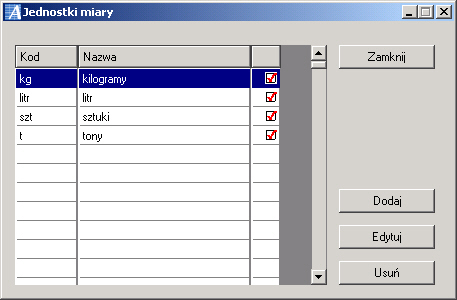 Jednostki miary
Kod Nazwa
kg kilogramy
litr litr
szt sztuki
t tony
Zamknij
Dodaj
Edytuj
Usuń